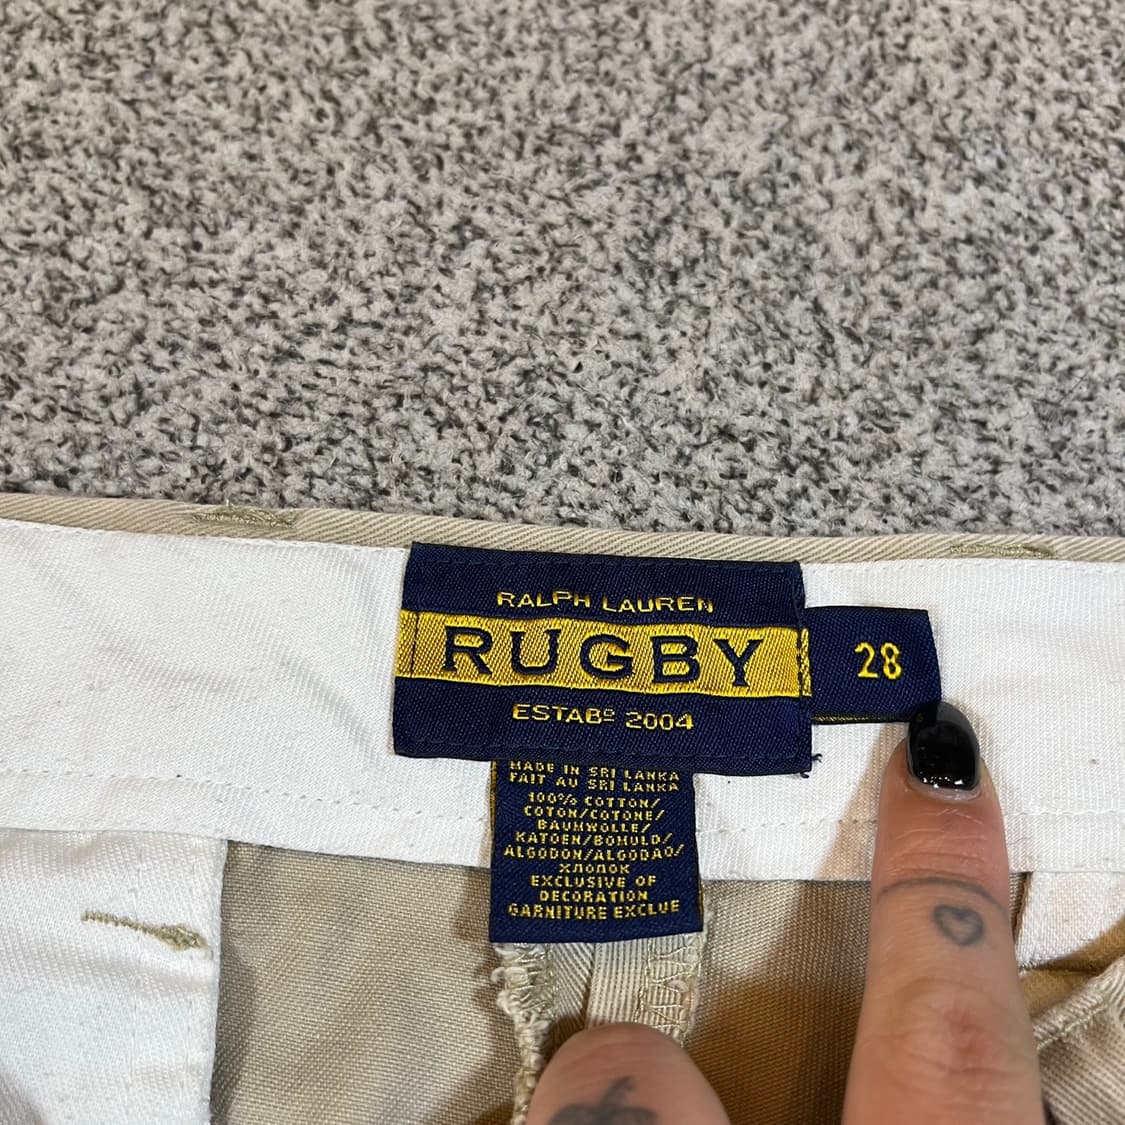 RALPH LAUREN
RUGBY
ESTABº 2004
28
MADE IN SRI LANKA
FAIT AU SRI LANKA
100% COTTON/
COTON/COTONE/
BAUMWOLLE/
KATOEN/BOMULD/
ALGODON/ALGODAO/
ХЛОПОК
EXCLUSIVE OF
DECORATION
GARNITURE EXCLUE